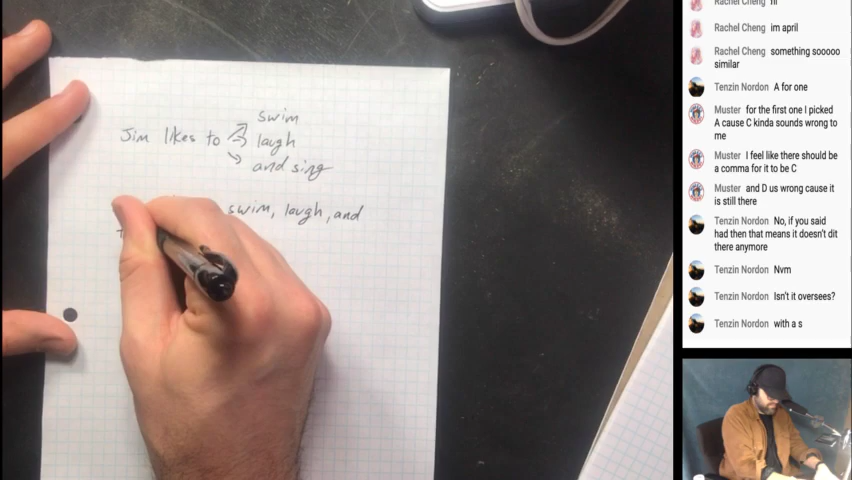 Jim likes to
swim
laugh
and sing
swim, laugh, and
Rachel Cheng hi
Rachel Cheng im april
Rachel Cheng something sooooo
similar
Tenzin Nordon A for one
Muster for the first one I picked
A cause C kinda sounds wrong to
me
Muster I feel like there should be
a comma for it to be C
Muster and D us wrong cause it
is still there
Tenzin Nordon No, if you said
had then that means it doesn't dit
there anymore
Tenzin Nordon Nvm
Tenzin Nordon Isn't it oversees?
Tenzin Nordon with a s